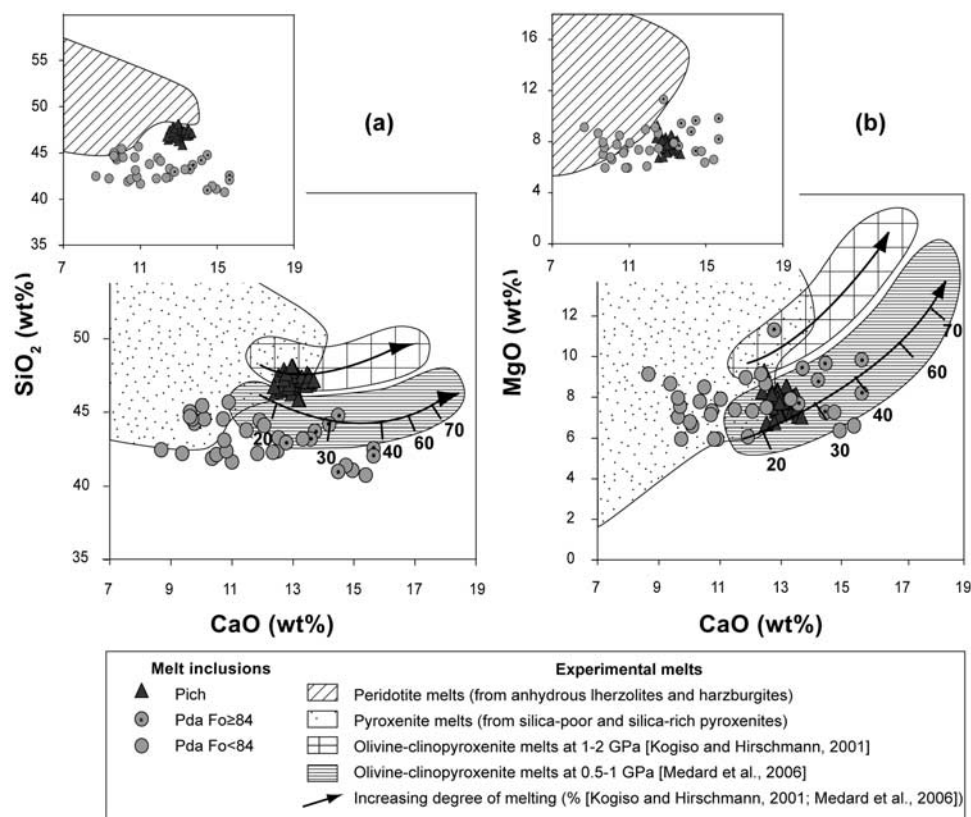 (a)
(b)
SiO2 (wt%)
55
50
45
40
35
7 11 15 19
50
45
40
35
20 30 40 60 70
7 9 11 13 15 17 19
CaO (wt%)
MgO (wt%)
16
12
8
4
0
7 11 15 19
12
10
8
6
4
2
0
20 30 40 60 70
7 9 11 13 15 17 19
CaO (wt%)
Melt inclusions
Pich
Pda Fo≥84
Pda Fo<84
Experimental melts
Peridotite melts (from anhydrous lherzolites and harzburgites)
Pyroxenite melts (from silica-poor and silica-rich pyroxenites)
Olivine-clinopyroxenite melts at 1-2 GPa [Kogiso and Hirschmann, 2001]
Olivine-clinopyroxenite melts at 0.5-1 GPa [Medard et al., 2006]
Increasing degree of melting (% [Kogiso and Hirschmann, 2001; Medard et al., 2006])